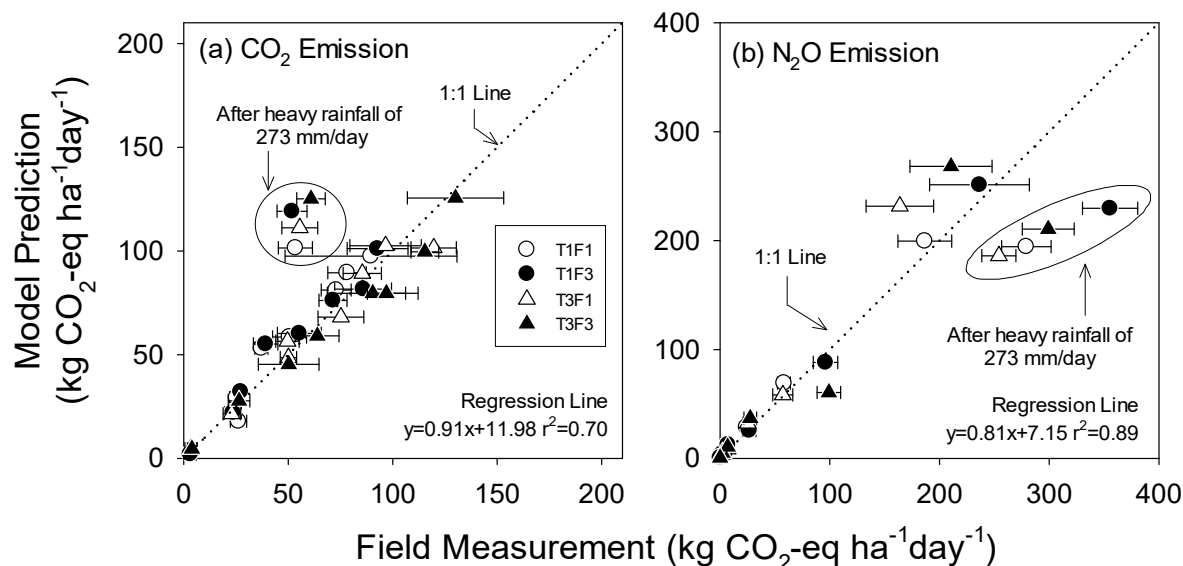 Model Prediction
(kg CO₂-eq ha⁻¹day⁻¹)
(a) CO₂ Emission
200
150
100
50
0
After heavy rainfall of
273 mm/day
1:1 Line
T1F1
T1F3
T3F1
T3F3
Regression Line
y=0.91x+11.98 r²=0.70
0 50 100 150 200
(b) N₂O Emission
400
300
200
100
0
1:1 Line
After heavy rainfall of
273 mm/day
Regression Line
y=0.81x+7.15 r²=0.89
0 100 200 300 400
Field Measurement (kg CO₂-eq ha⁻¹day⁻¹)